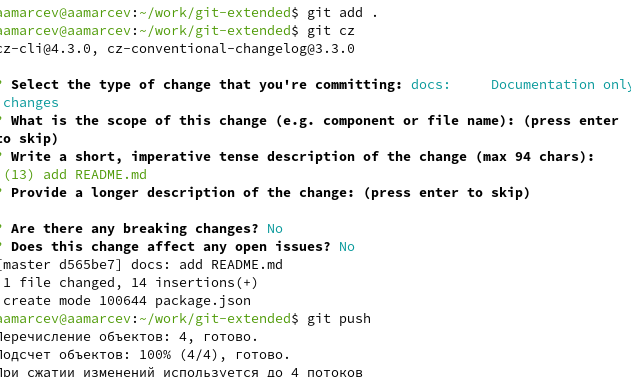 aamarcev@aamarcev:~/work/git-extended$ git add .
aamarcev@aamarcev:~/work/git-extended$ git cz
cz-cli@4.3.0, cz-conventional-changelog@3.3.0
? Select the type of change that you're committing: docs:     Documentation only
changes
? What is the scope of this change (e.g. component or file name): (press enter
to skip)
? Write a short, imperative tense description of the change (max 94 chars):
(13) add README.md
? Provide a longer description of the change: (press enter to skip)
? Are there any breaking changes? No
? Does this change affect any open issues? No
[master d565be7] docs: add README.md
1 file changed, 14 insertions(+)
create mode 100644 package.json
aamarcev@aamarcev:~/work/git-extended$ git push
Перечисление объектов: 4, готово.
Подсчет объектов: 100% (4/4), готово.
При сжатии изменений используется до 4 потоков